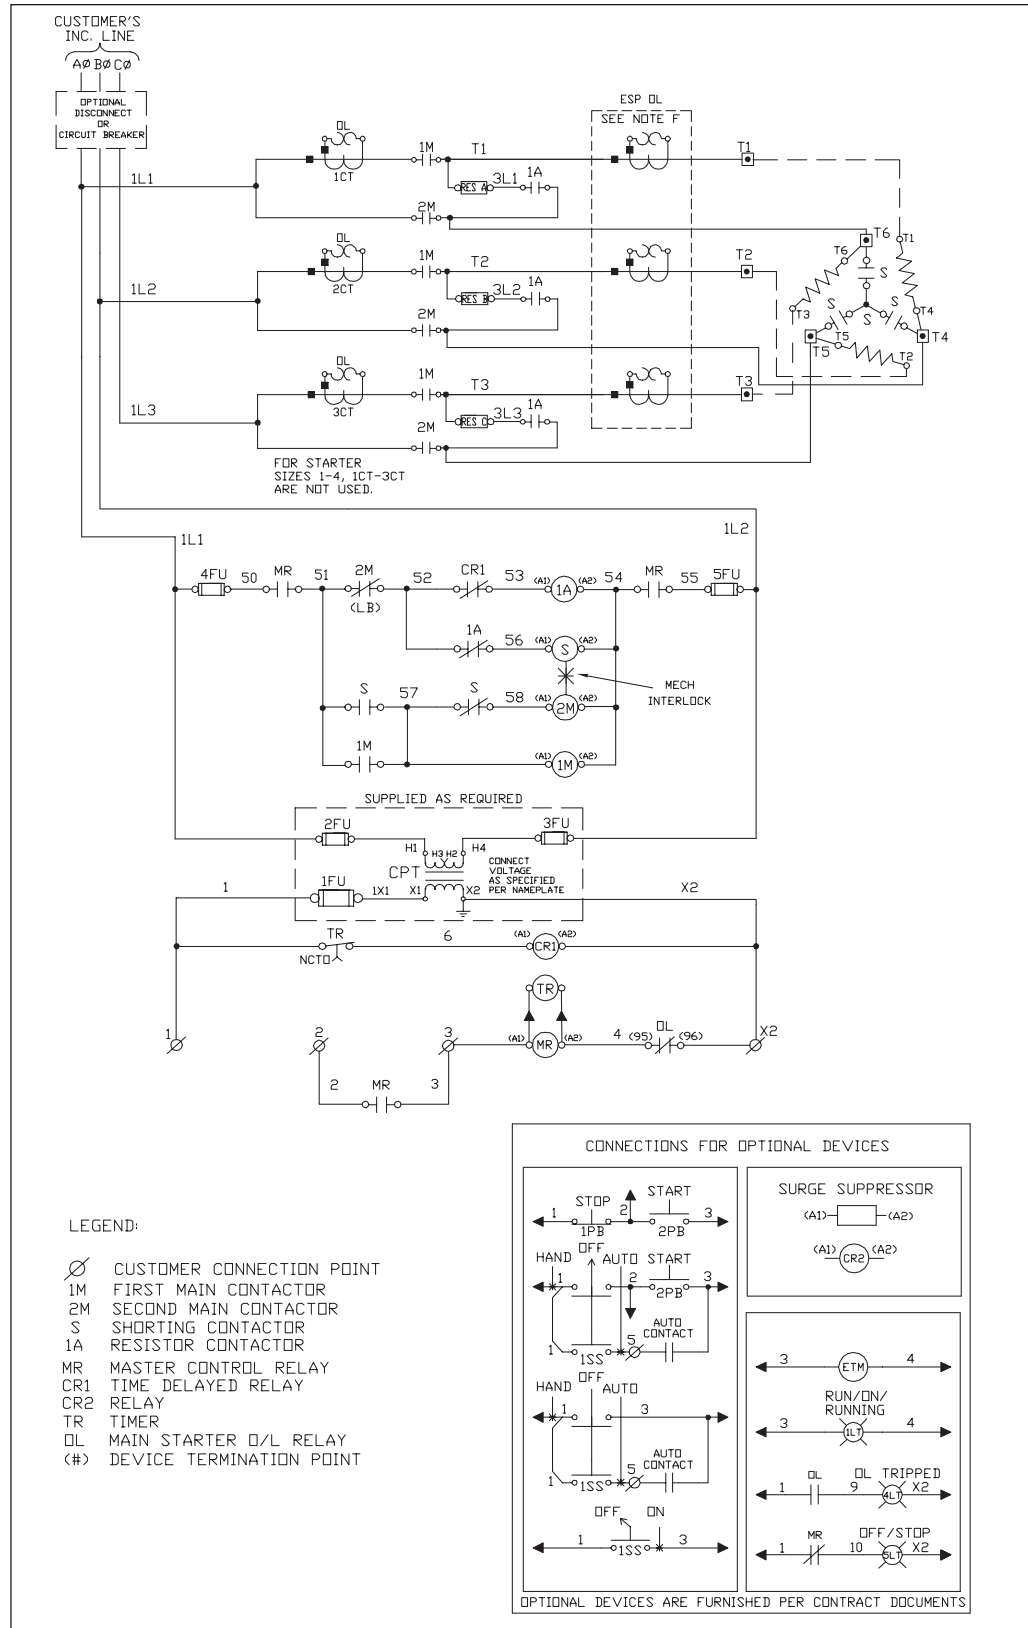 CUSTOMER'S
INC. LINE
AØ BØ CØ
OPTIONAL
DISCONNECT
OR
CIRCUIT BREAKER
ESP OL
SEE NOTE F
OL
1CT
1M
T1
RES A
3L1
1A
T1
1L1
2M
T6
T1
OL
2CT
1M
T2
RES B
3L2
1A
T2
1L2
2M
T6
S
T3
S
S
T4
T5
T5
T2
T4
OL
3CT
1M
T3
RES C
3L3
1A
T3
1L3
2M
FOR STARTER
SIZES 1-4, 1CT-3CT
ARE NOT USED.
1L1
1L2
4FU
50
MR
51
2M
(LB)
52
CR1
53
(A1)
1A
(A2)
54
MR
55
5FU
1A
56
(A1)
S
(A2)
MECH
INTERLOCK
S
57
S
58
(A1)
2M
(A2)
1M
(A1)
1M
(A2)
SUPPLIED AS REQUIRED
2FU
3FU
H1
H3 H2
H4
CPT
CONNECT
VOLTAGE
AS SPECIFIED
PER NAMEPLATE
1
1FU
1X1
X1
X2
X2
TR
NCTO
6
(A1)
CR1
(A2)
TR
1
2
3
(A1)
MR
(A2)
4
(95)
OL
(96)
X2
2
MR
3
LEGEND:
CUSTOMER CONNECTION POINT
1M FIRST MAIN CONTACTOR
2M SECOND MAIN CONTACTOR
S SHORTING CONTACTOR
1A RESISTOR CONTACTOR
MR MASTER CONTROL RELAY
CR1 TIME DELAYED RELAY
CR2 RELAY
TR TIMER
OL MAIN STARTER O/L RELAY
(#) DEVICE TERMINATION POINT
CONNECTIONS FOR OPTIONAL DEVICES
1
STOP
1PB
2
START
2PB
3
HAND
OFF
AUTO
START
1
2
2PB
3
1
1SS
5
AUTO
CONTACT
HAND
OFF
AUTO
1
3
1
1SS
5
AUTO
CONTACT
OFF
ON
1
1SS
3
SURGE SUPPRESSOR
(A1)
(A2)
(A1)
CR2
(A2)
3
ETM
4
RUN/ON/
RUNNING
3
1LT
4
1
OL
9
OL TRIPPED
4LT
X2
1
MR
10
OFF/STOP
5LT
X2
OPTIONAL DEVICES ARE FURNISHED PER CONTRACT DOCUMENTS